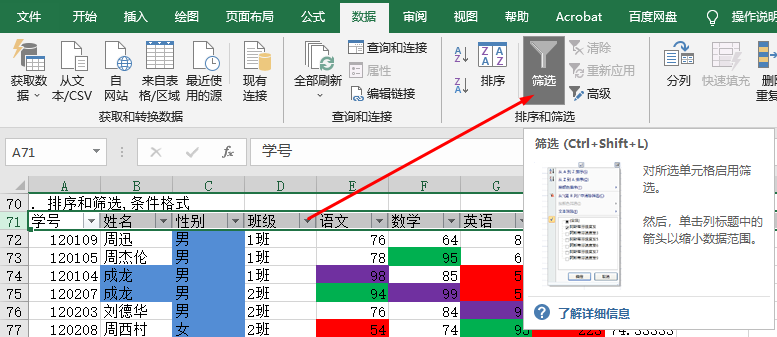 文件 开始 插入 绘图 页面布局 公式 数据 审阅 视图 帮助 Acrobat 百度网盘 操作说明
获取数据 从文本/CSV 自网站 来自表格/区域 最近使用的源 现有连接
获取和转换数据
全部刷新 查询和连接 属性 编辑链接
查询和连接
排序 筛选 清除 重新应用 高级
排序和筛选
分列 快速填充 删除重复
A71 fx 学号
筛选 (Ctrl+Shift+L)
对所选单元格启用筛选。
然后，单击列标题中的箭头以缩小数据范围。
了解详细信息
A B C D E F G
70 . 排序和筛选,条件格式
71 学号 姓名 性别 班级 语文 数学 英语
72 120109 周迅 男 1班 76 64 8
73 120105 周杰伦 男 1班 78 95 6
74 120104 成龙 男 1班 98 85 5
75 120207 成龙 男 2班 94 99 5
76 120203 刘德华 男 2班 76 84 9
77 120208 周西村 女 2班 54 74 95 223 74.33333